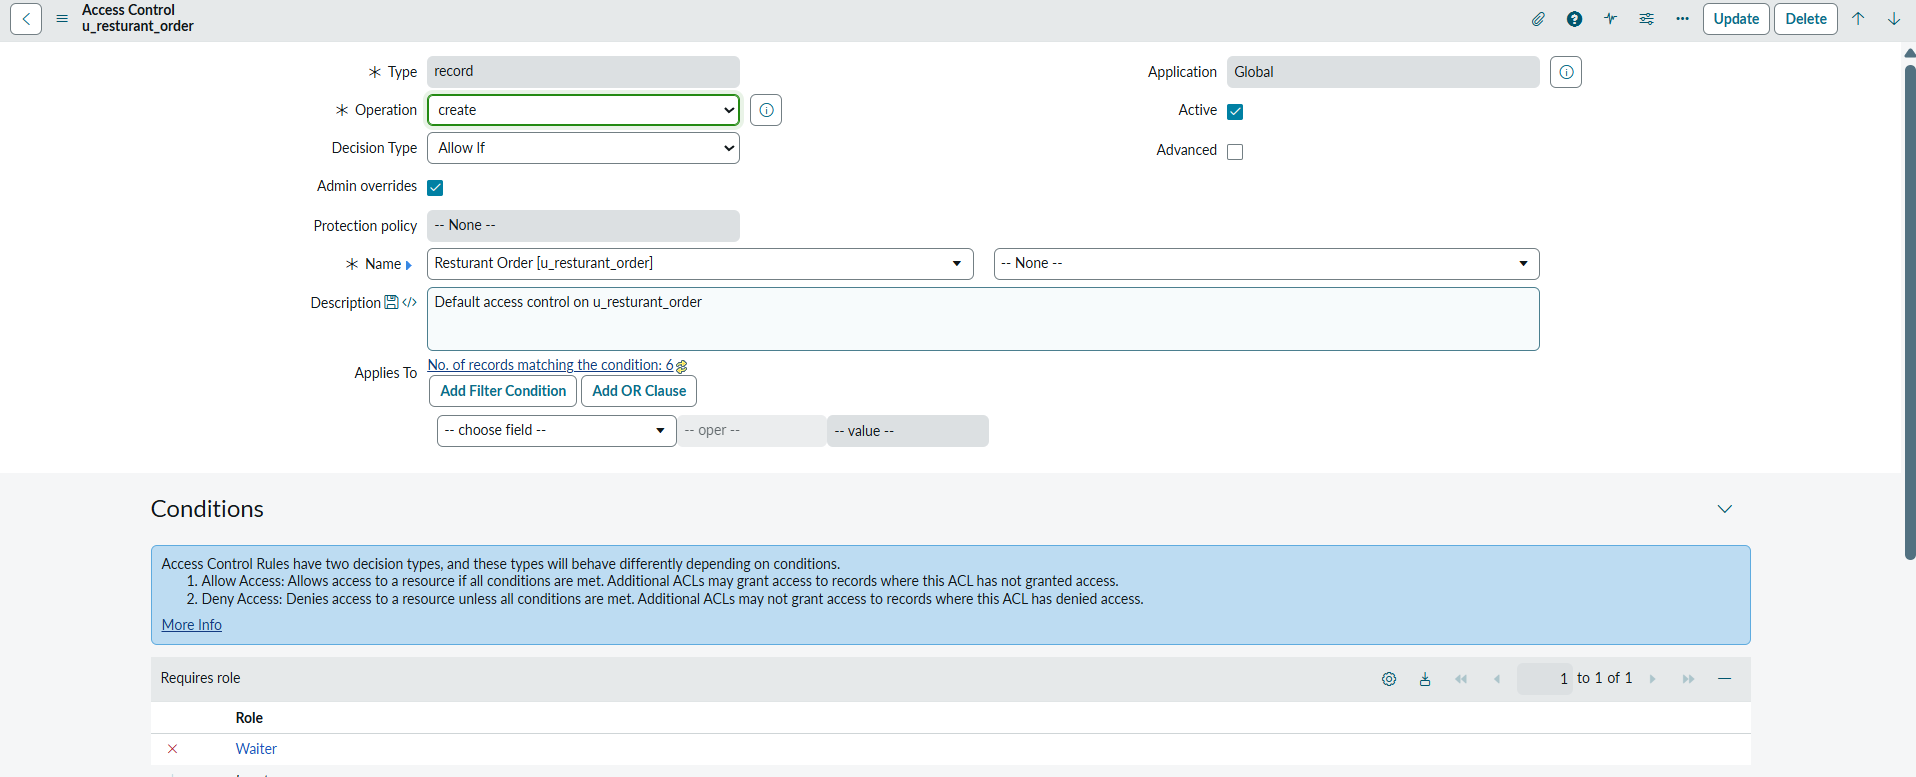 Access Control
u_resturant_order
Update
Delete
Type
record
Application
Global
Operation
create
Active
Decision Type
Allow If
Advanced
Admin overrides
Protection policy
-- None --
Name
Resturant Order [u_resturant_order]
-- None --
Description
Default access control on u_resturant_order
Applies To
No. of records matching the condition: 6
Add Filter Condition
Add OR Clause
-- choose field --
-- oper --
-- value --
Conditions
Access Control Rules have two decision types, and these types will behave differently depending on conditions.
1. Allow Access: Allows access to a resource if all conditions are met. Additional ACLs may grant access to records where this ACL has not granted access.
2. Deny Access: Denies access to a resource unless all conditions are met. Additional ACLs may not grant access to records where this ACL has denied access.
More Info
Requires role
1 to 1 of 1
Role
Waiter